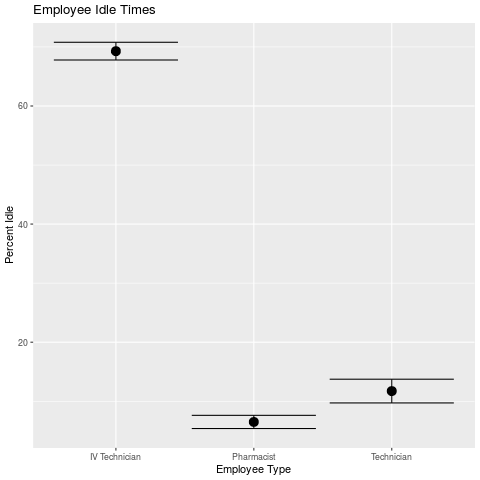 Employee Idle Times
Percent Idle
60
40
20
IV Technician
Pharmacist
Technician
Employee Type